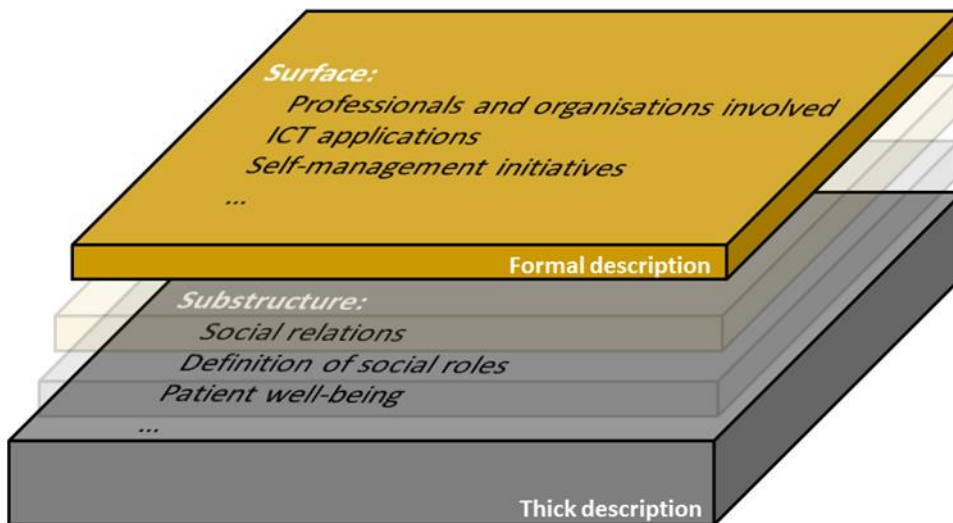 Surface:
Professionals and organisations involved
ICT applications
Self-management initiatives
...
Formal description
Substructure:
Social relations
Definition of social roles
Patient well-being
...
Thick description